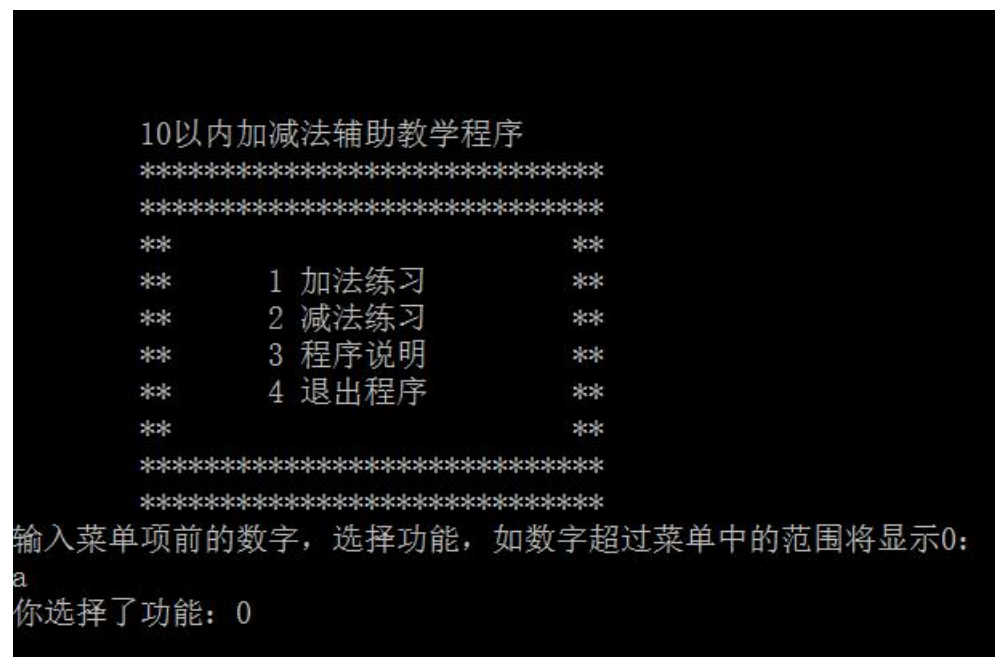 10以内加减法辅助教学程序
*****************************
*****************************
**                         **
**      1 加法练习         **
**      2 减法练习         **
**      3 程序说明         **
**      4 退出程序         **
**                         **
*****************************
*****************************
输入菜单项前的数字，选择功能，如数字超过菜单中的范围将显示0：
a
你选择了功能：0